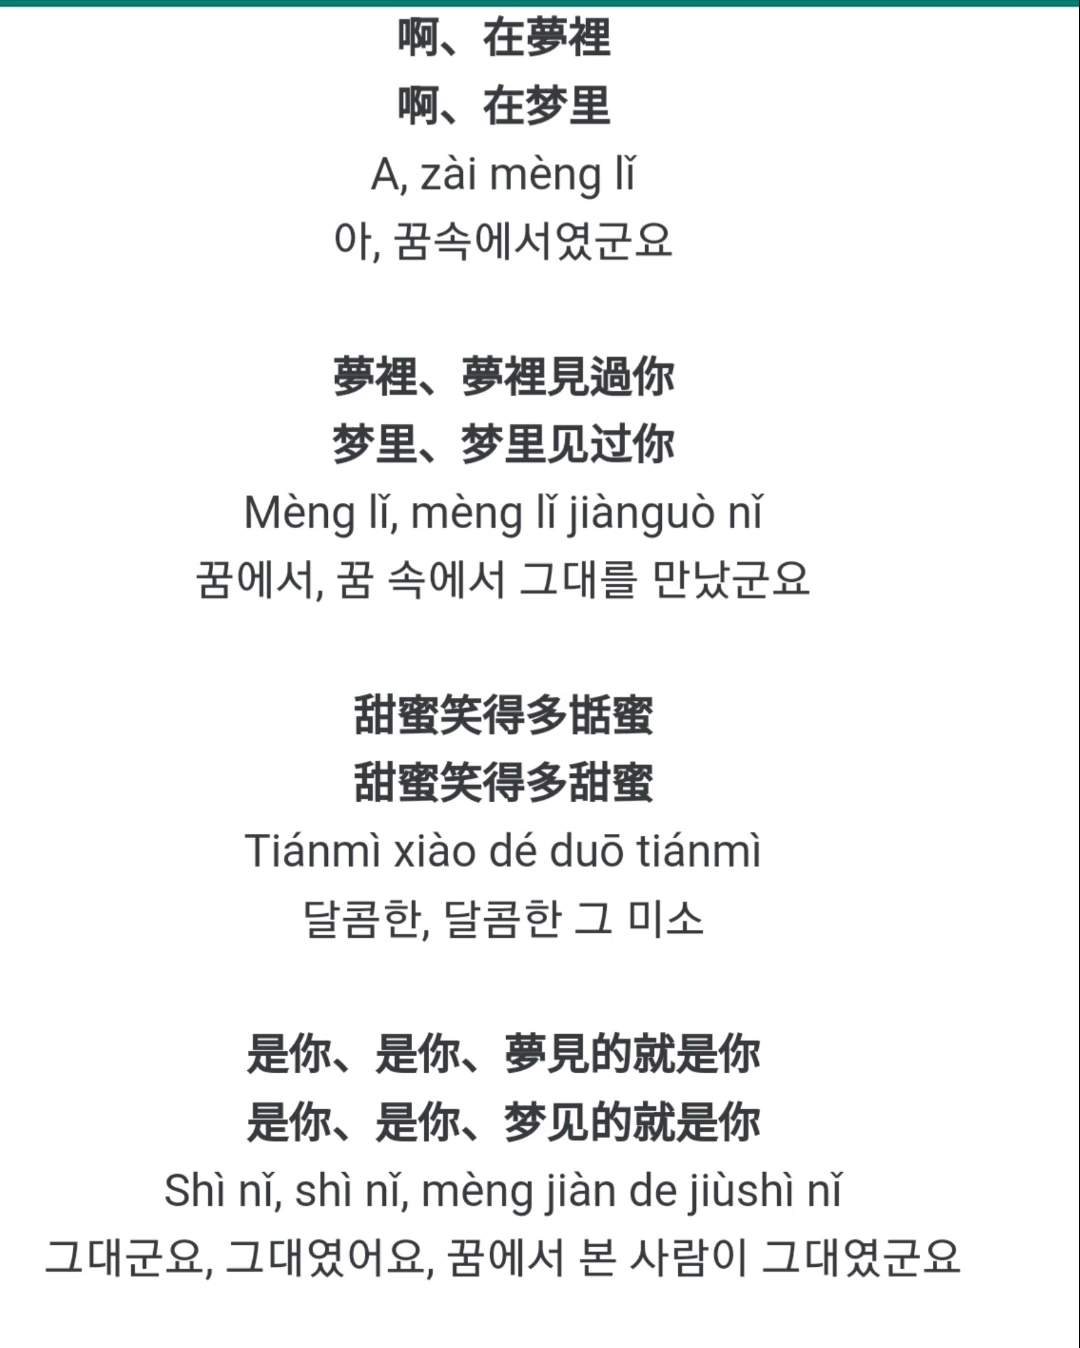 啊、在夢裡
啊、在梦里
A, zài mèng lǐ
아, 꿈속에서였군요
夢裡、夢裡見過你
梦里、梦里见过你
Mèng lǐ, mèng lǐ jiànguò nǐ
꿈에서, 꿈 속에서 그대를 만났군요
甜蜜笑得多甛蜜
甜蜜笑得多甜蜜
Tiánmì xiào dé duō tiánmì
달콤한, 달콤한 그 미소
是你、是你、夢見的就是你
是你、是你、梦见的就是你
Shì nǐ, shì nǐ, mèng jiàn de jiùshì nǐ
그대군요, 그대였어요, 꿈에서 본 사람이 그대였군요